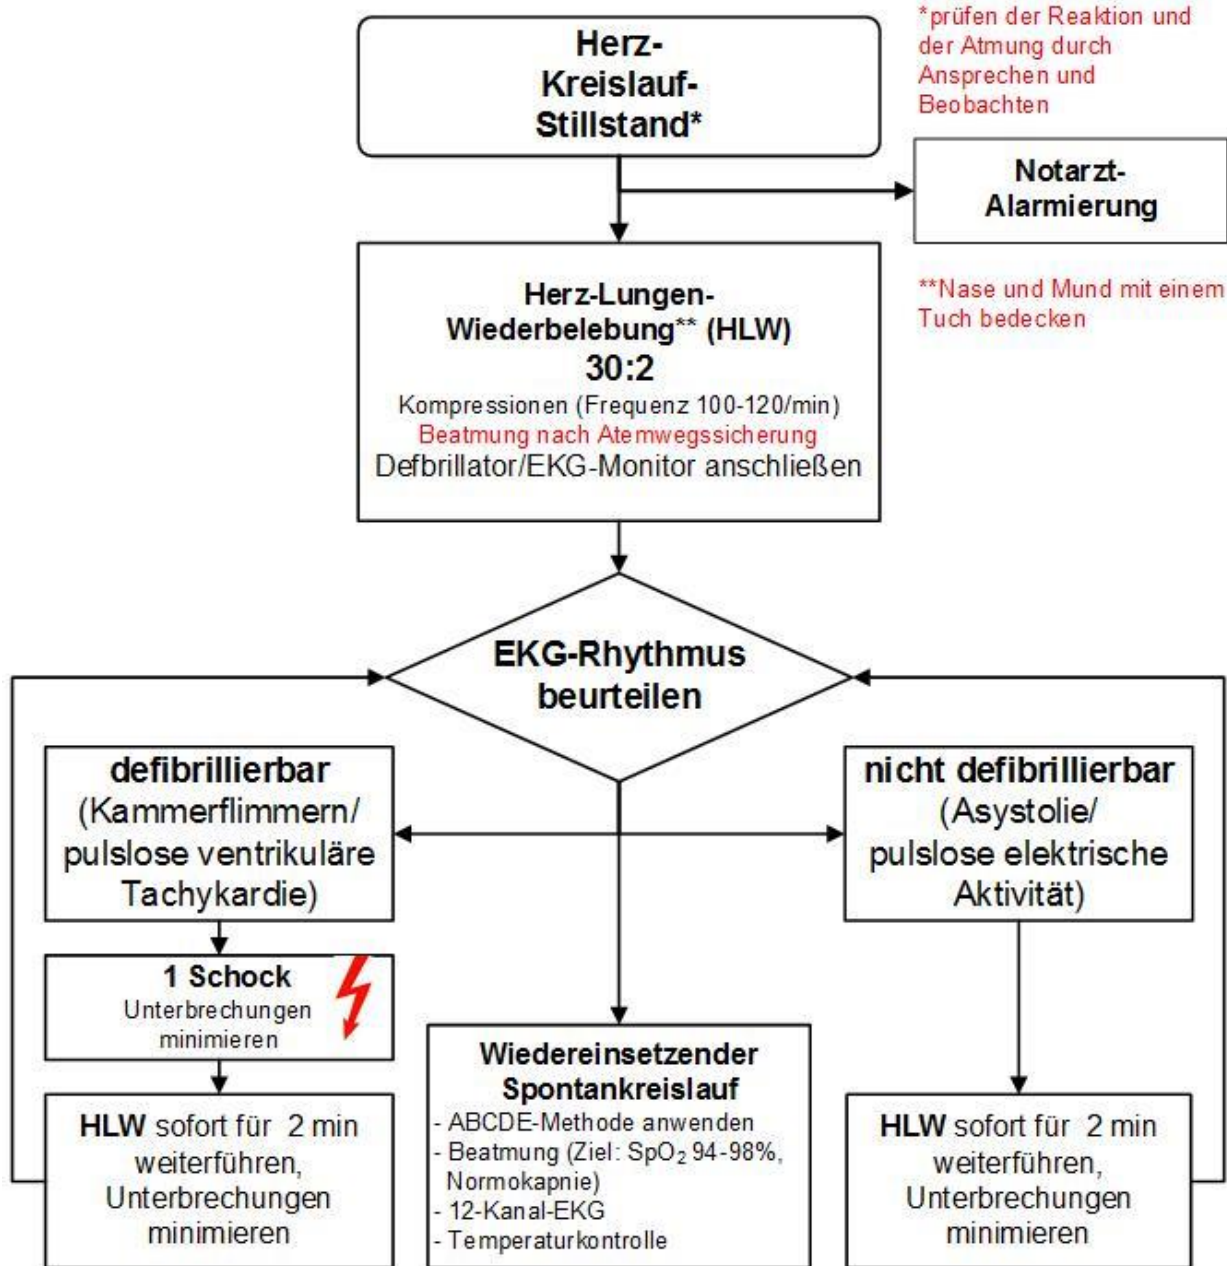 Herz-
Kreislauf-
Stillstand*
*prüfen der Reaktion und
der Atmung durch
Ansprechen und
Beobachten
Notarzt-
Alarmierung
Herz-Lungen-
Wiederbelebung** (HLW)
30:2
Kompressionen (Frequenz 100-120/min)
Beatmung nach Atemwegssicherung
Defbrillator/EKG-Monitor anschließen
**Nase und Mund mit einem
Tuch bedecken
EKG-Rhythmus
beurteilen
defibrillierbar
(Kammerflimmern/
pulslose ventrikuläre
Tachykardie)
nicht defibrillierbar
(Asystolie/
pulslose elektrische
Aktivität)
1 Schock
Unterbrechungen
minimieren
HLW sofort für 2 min
weiterführen,
Unterbrechungen
minimieren
Wiedereinsetzender
Spontankreislauf
- ABCDE-Methode anwenden
- Beatmung (Ziel: SpO₂ 94-98%,
Normokapnie)
- 12-Kanal-EKG
- Temperaturkontrolle
HLW sofort für 2 min
weiterführen,
Unterbrechungen
minimieren